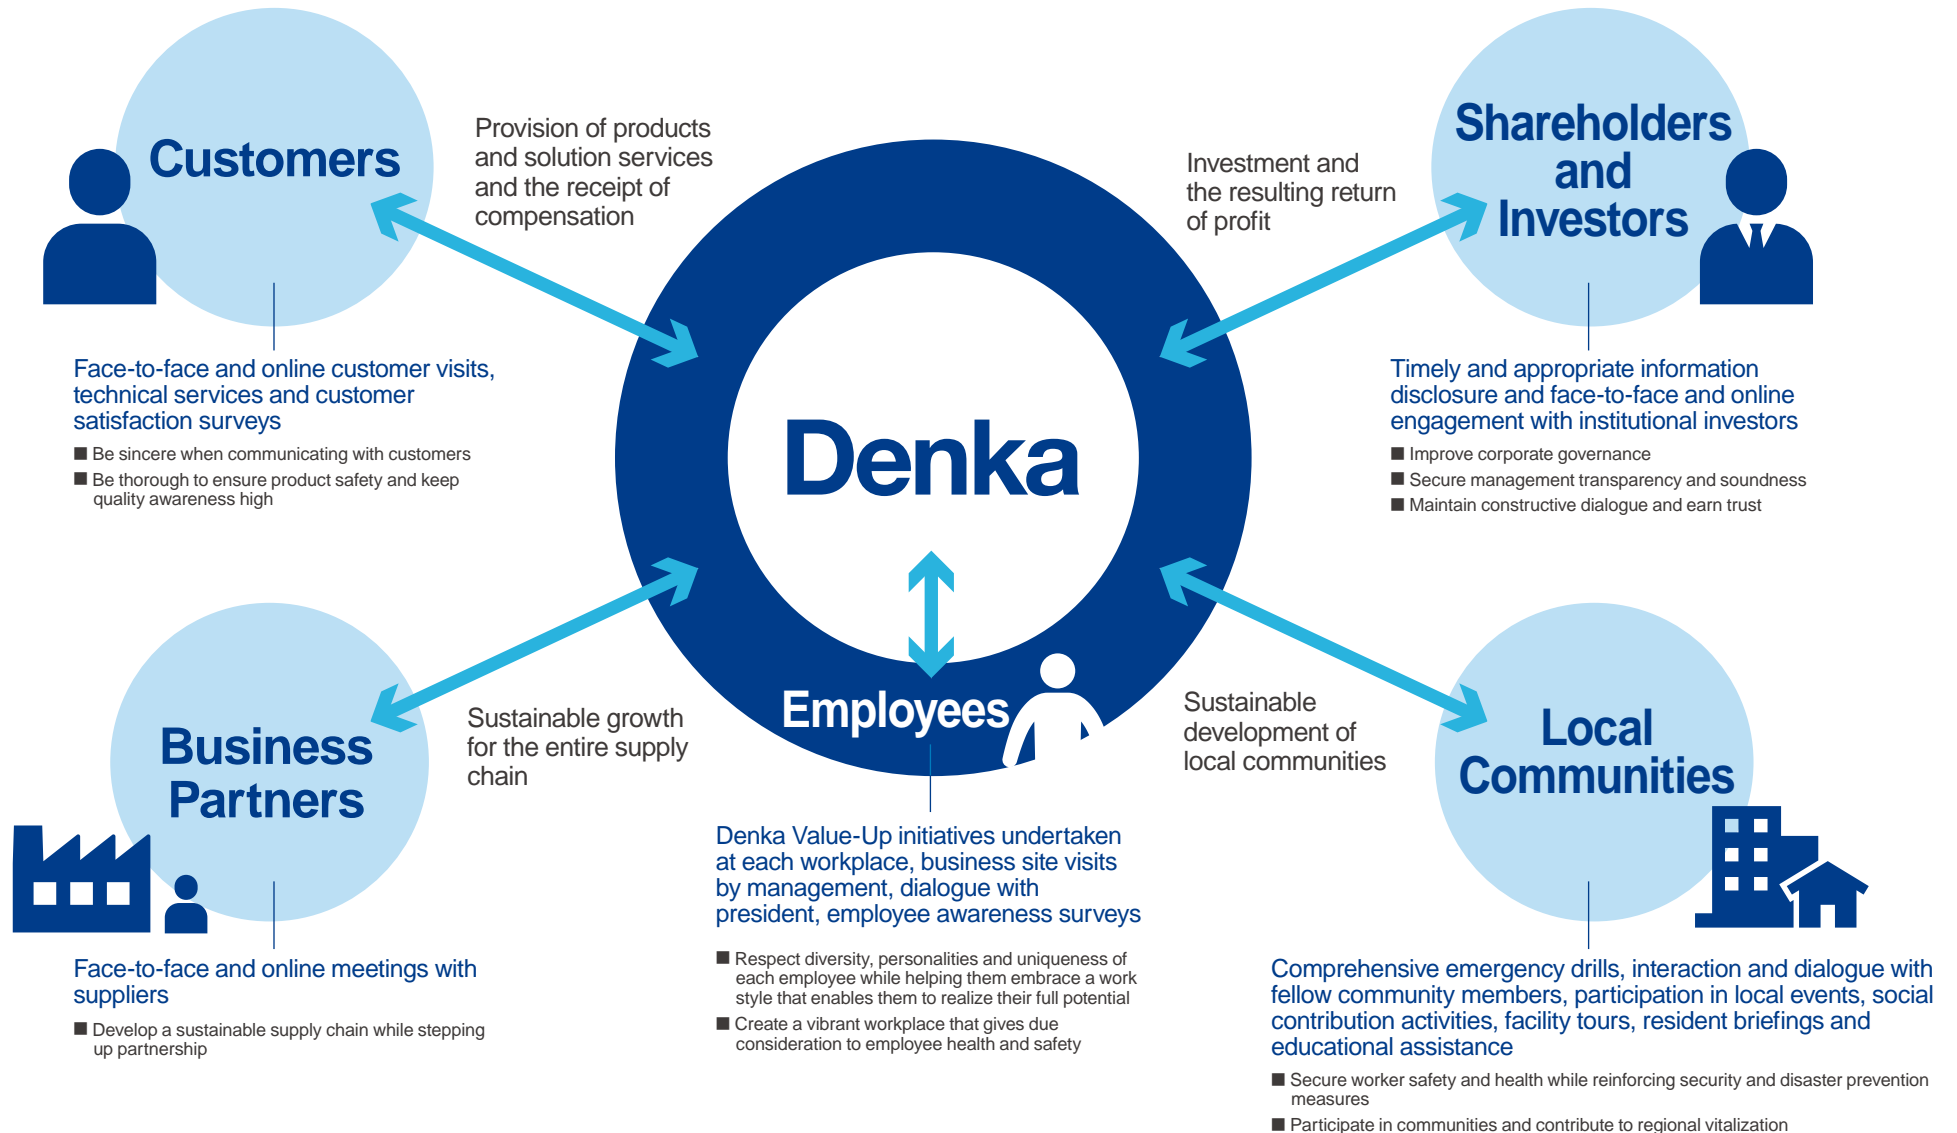 Customers
Provision of products
and solution services
and the receipt of
compensation
Face-to-face and online customer visits,
technical services and customer
satisfaction surveys
■ Be sincere when communicating with customers
■ Be thorough to ensure product safety and keep
quality awareness high
Investment and
the resulting return
of profit
Shareholders
and
Investors
Timely and appropriate information
disclosure and face-to-face and online
engagement with institutional investors
■ Improve corporate governance
■ Secure management transparency and soundness
■ Maintain constructive dialogue and earn trust
Denka
Employees
Business
Partners
Sustainable growth
for the entire supply
chain
Face-to-face and online meetings with
suppliers
■ Develop a sustainable supply chain while stepping
up partnership
Denka Value-Up initiatives undertaken
at each workplace, business site visits
by management, dialogue with
president, employee awareness surveys
■ Respect diversity, personalities and uniqueness of
each employee while helping them embrace a work
style that enables them to realize their full potential
■ Create a vibrant workplace that gives due
consideration to employee health and safety
Sustainable
development of
local communities
Local
Communities
Comprehensive emergency drills, interaction and dialogue with
fellow community members, participation in local events, social
contribution activities, facility tours, resident briefings and
educational assistance
■ Secure worker safety and health while reinforcing security and disaster prevention
measures
■ Participate in communities and contribute to regional vitalization